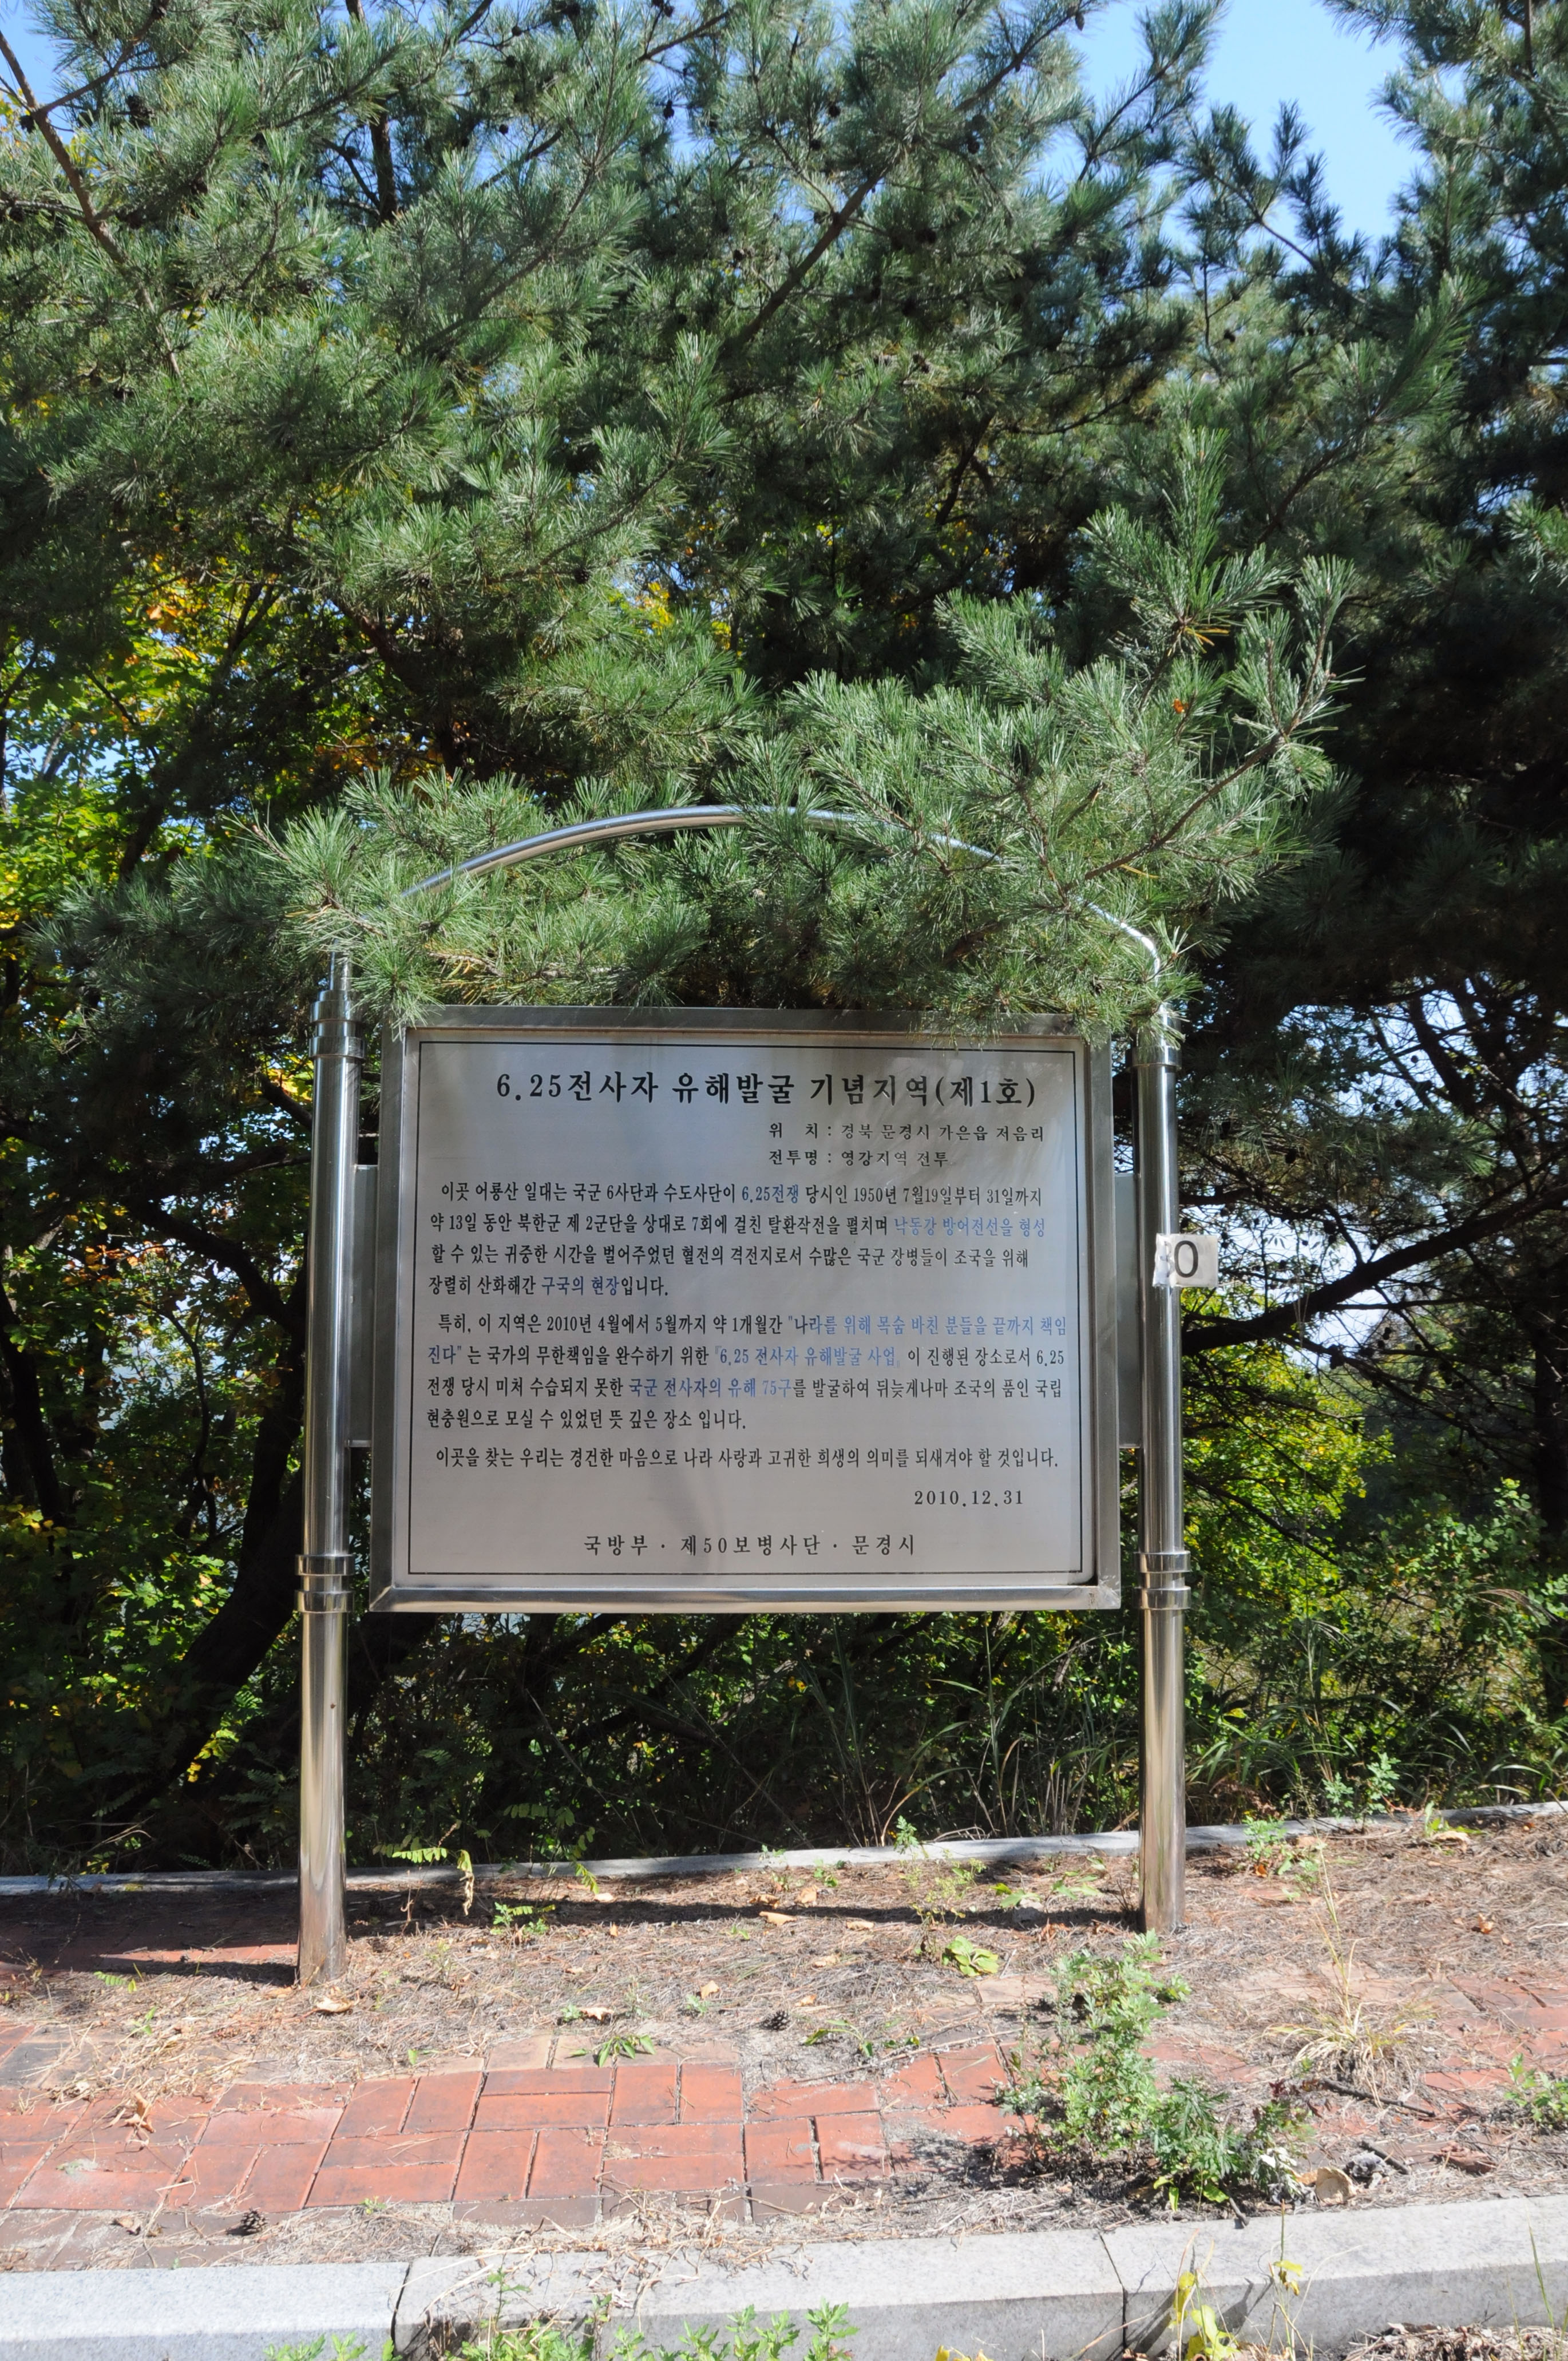 6.25전사자 유해발굴 기념지역(제1호)
위 치 : 경북 문경시 가은읍 저음리
전투명 : 영강지역 전투
이곳 어룡산 일대는 국군 6사단과 수도사단이 6.25전쟁 당시인 1950년 7월19일부터 31일까지
약 13일 동안 북한군 제 2군단을 상대로 7회에 걸친 탈환작전을 펼치며 낙동강 방어전선을 형성
할 수 있는 귀중한 시간을 벌어주었던 혈전의 격전지로서 수많은 국군 장병들이 조국을 위해
장렬히 산화해간 구국의 현장입니다.
특히, 이 지역은 2010년 4월에서 5월까지 약 1개월간 "나라를 위해 목숨 바친 분들을 끝까지 책임
진다" 는 국가의 무한책임을 완수하기 위한 『6.25 전사자 유해발굴 사업』이 진행된 장소로서 6.25
전쟁 당시 미처 수습되지 못한 국군 전사자의 유해 75구를 발굴하여 뒤늦게나마 조국의 품인 국립
현충원으로 모실 수 있었던 뜻 깊은 장소 입니다.
이곳을 찾는 우리는 경건한 마음으로 나라 사랑과 고귀한 희생의 의미를 되새겨야 할 것입니다.
2010.12.31
국방부 · 제50보병사단 · 문경시
0